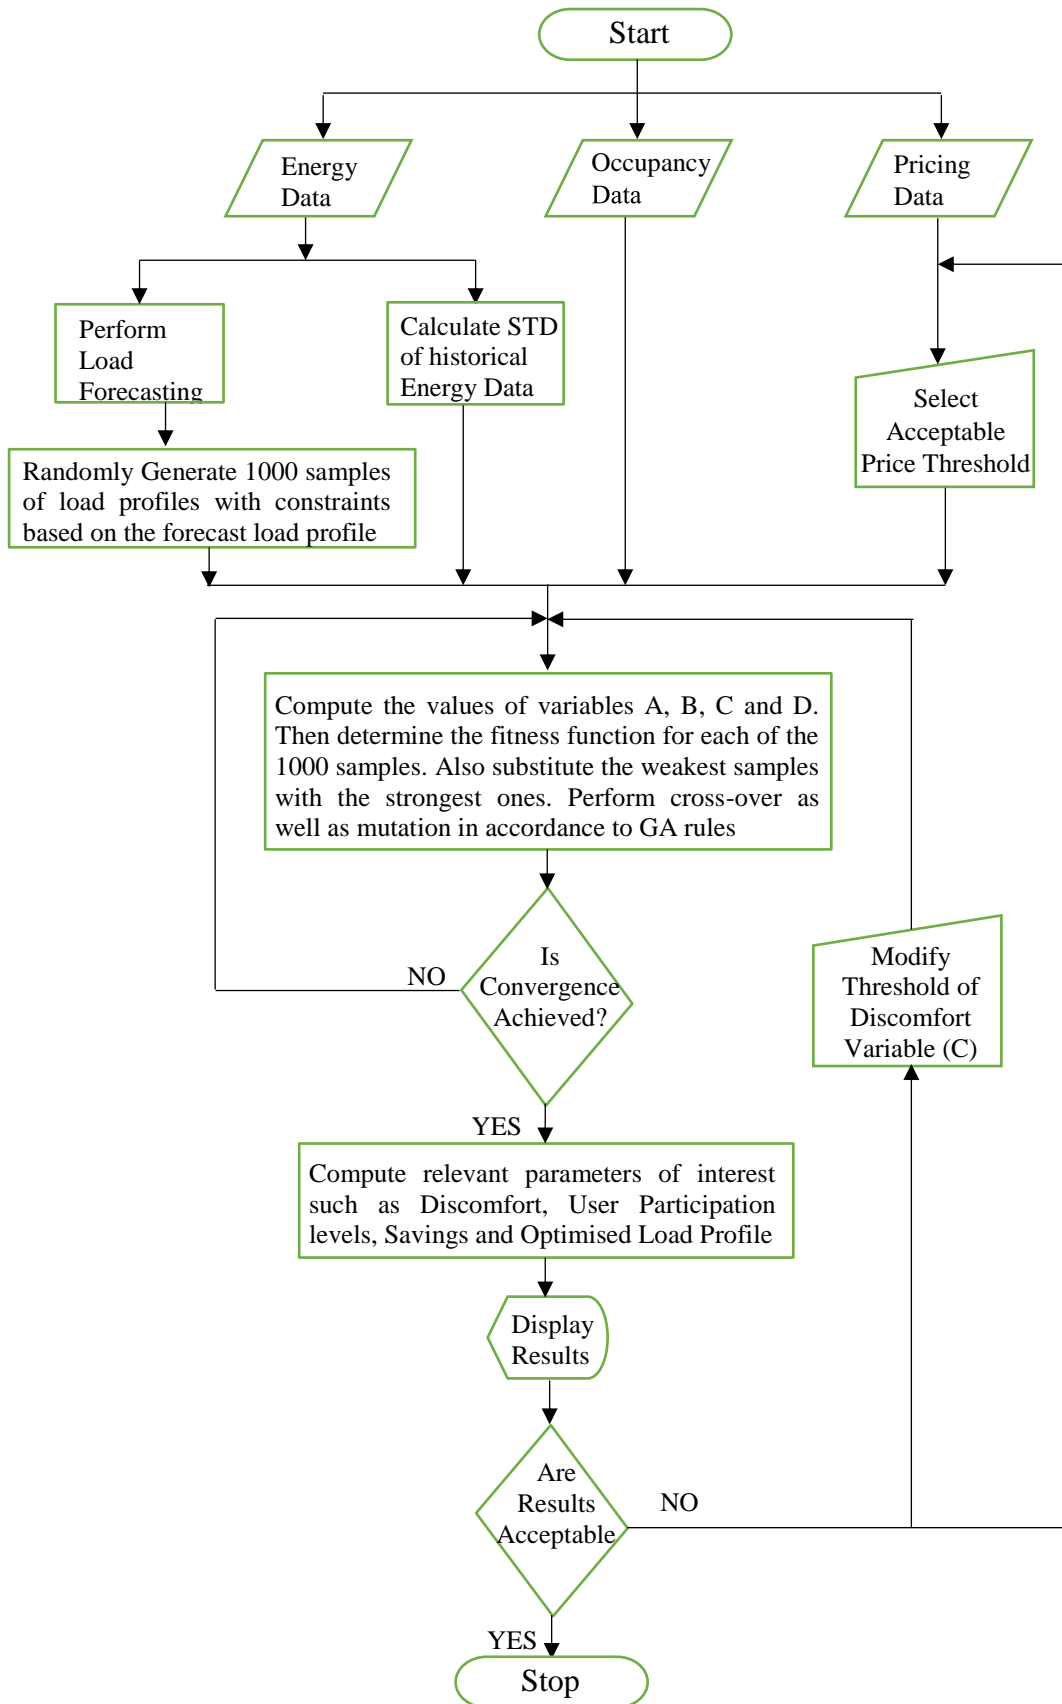 Start
Energy
Data
Occupancy
Data
Pricing
Data
Perform
Load
Forecasting
Calculate STD
of historical
Energy Data
Select
Acceptable
Price Threshold
Randomly Generate 1000 samples
of load profiles with constraints
based on the forecast load profile
Compute the values of variables A, B, C and D.
Then determine the fitness function for each of the
1000 samples. Also substitute the weakest samples
with the strongest ones. Perform cross-over as
well as mutation in accordance to GA rules
Is
Convergence
Achieved?
NO
Modify
Threshold of
Discomfort
Variable (C)
YES
Compute relevant parameters of interest
such as Discomfort, User Participation
levels, Savings and Optimised Load Profile
Display
Results
Are
Results
Acceptable
NO
YES
Stop